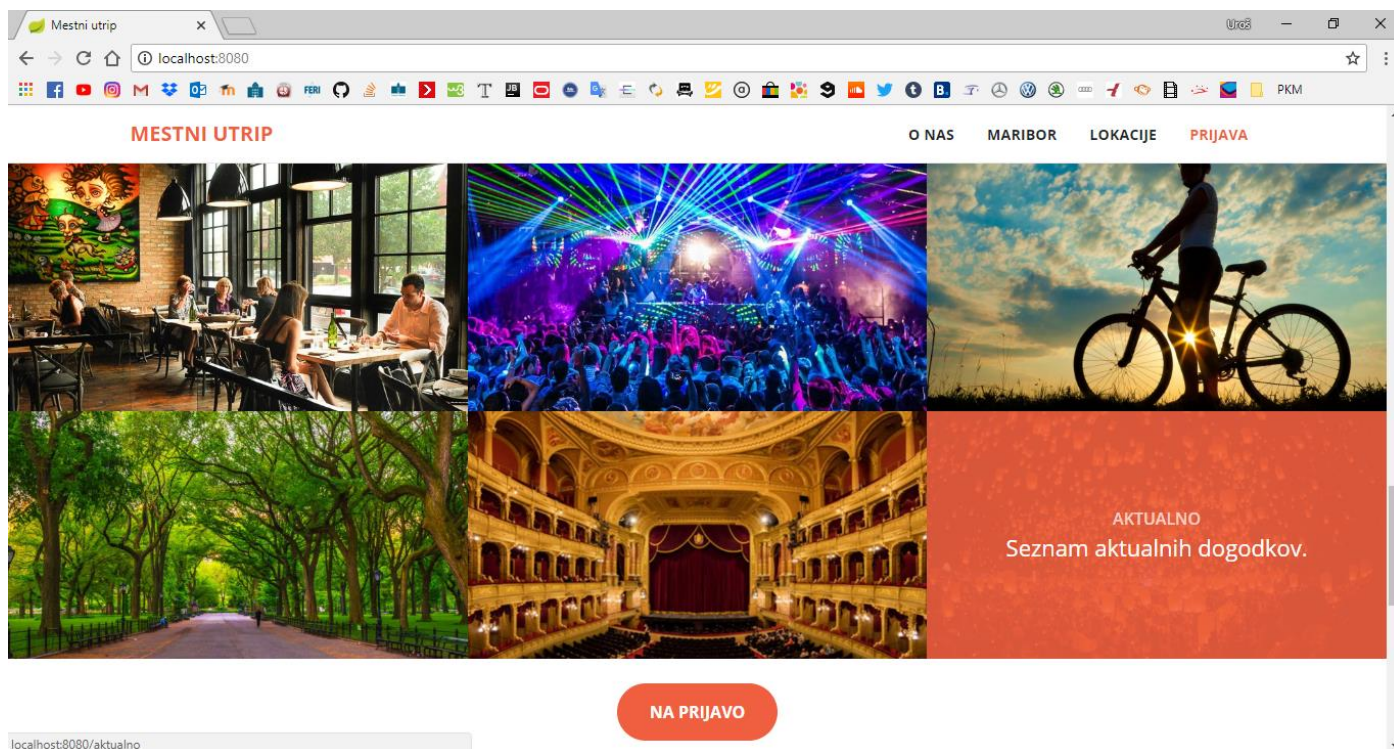 Mestni utrip
Uroš
localhost:8080
PKM
MESTNI UTRIP
O NAS MARIBOR LOKACIJE PRIJAVA
AKTUALNO
Seznam aktualnih dogodkov.
NA PRIJAVO
localhost:8080/aktualno